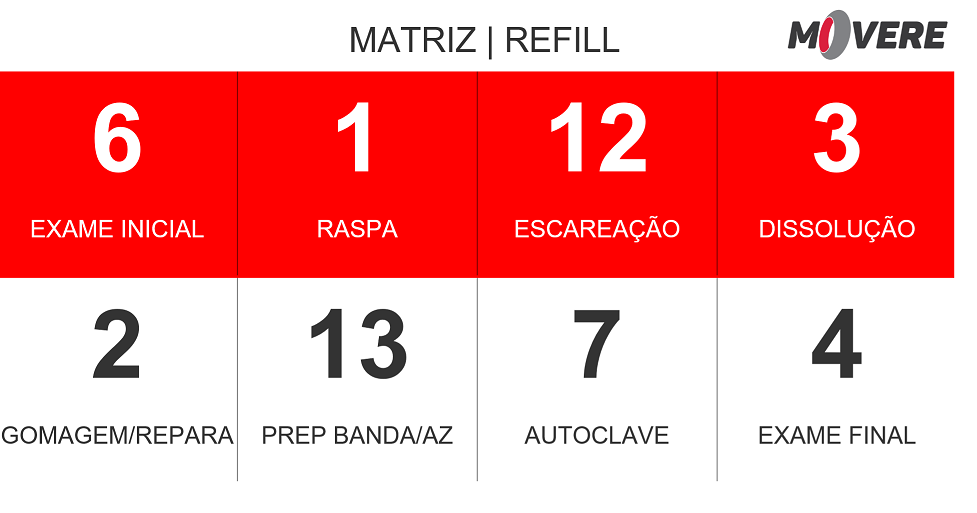 MATRIZ | REFILL
MOVERE
6 1 12 3
EXAME INICIAL RASPA ESCAREAÇÃO DISSOLUÇÃO
2 13 7 4
GOMAGEM/REPARA PREP BANDA/AZ AUTOCLAVE EXAME FINAL